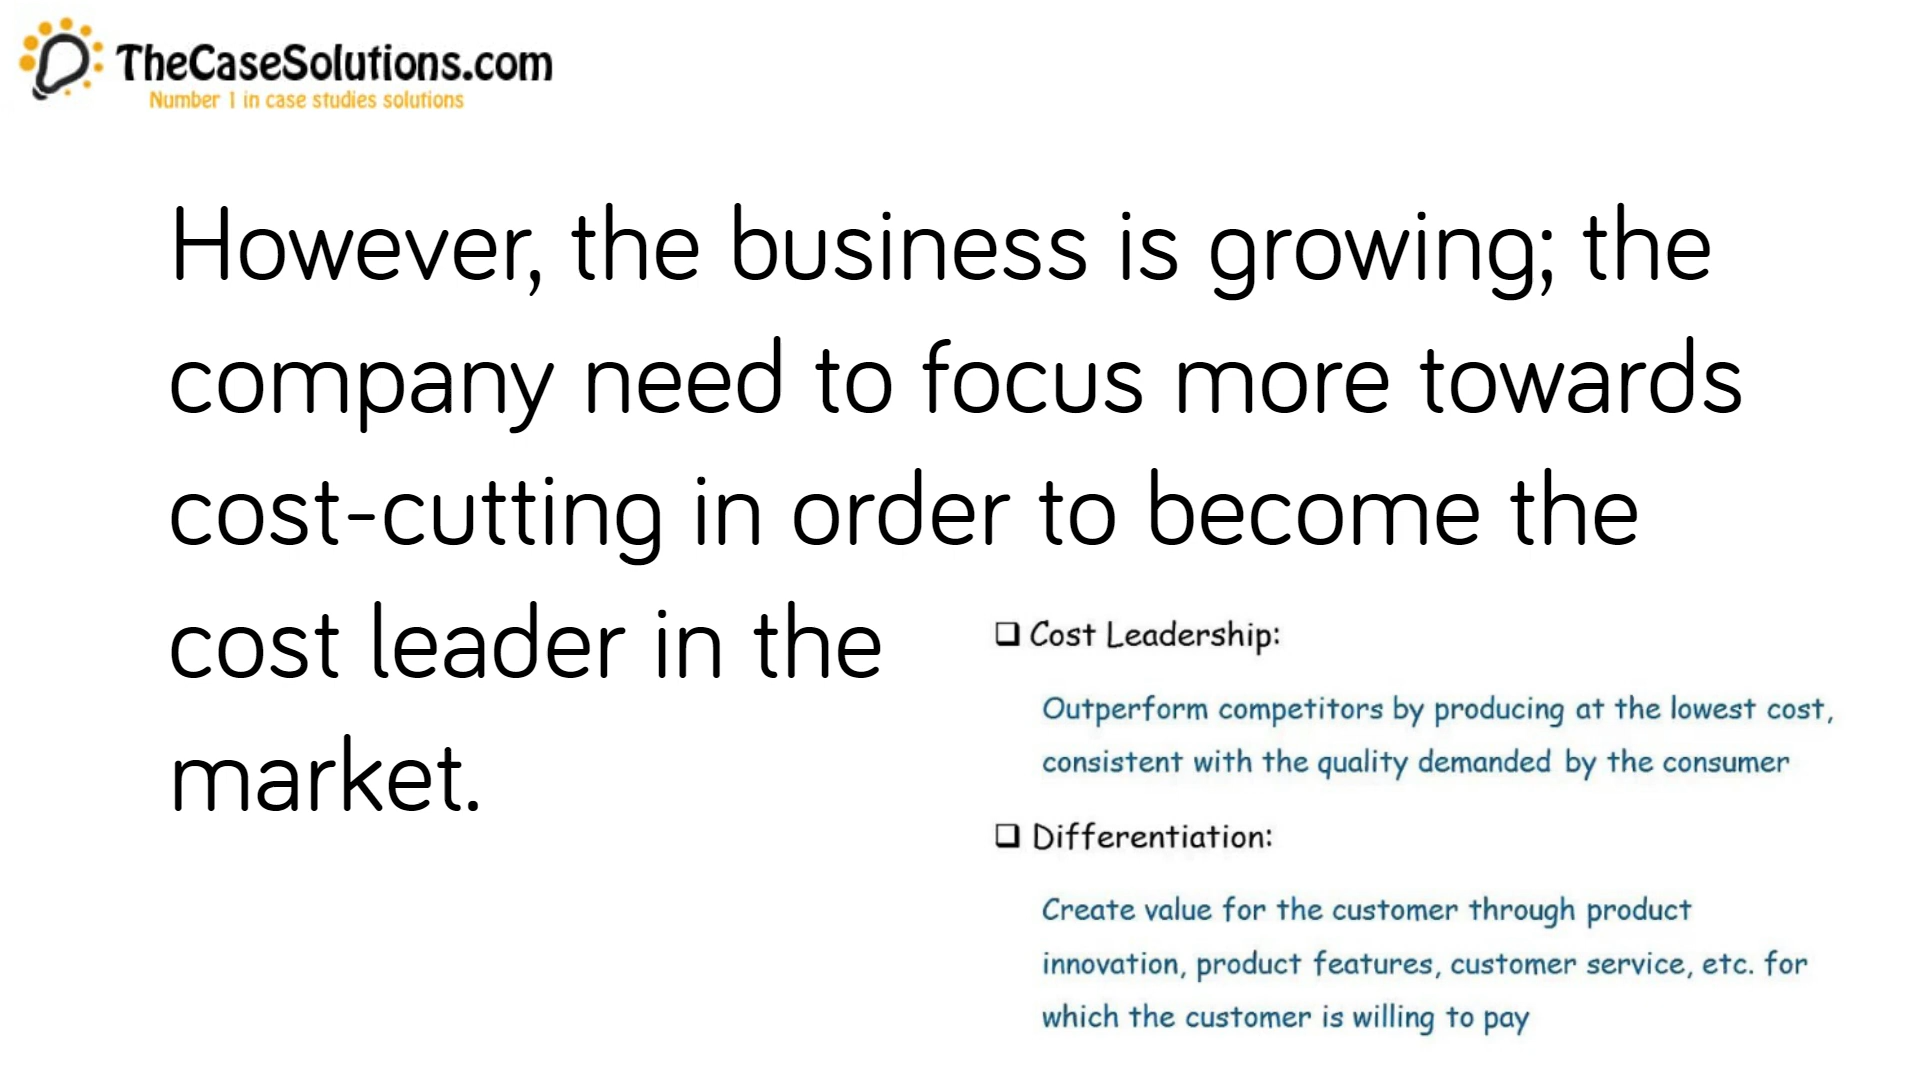 TheCaseSolutions.com
Number 1 in case studies solutions
However, the business is growing; the
company need to focus more towards
cost-cutting in order to become the
cost leader in the
market.
❑ Cost Leadership:
Outperform competitors by producing at the lowest cost,
consistent with the quality demanded by the consumer
❑ Differentiation:
Create value for the customer through product
innovation, product features, customer service, etc. for
which the customer is willing to pay